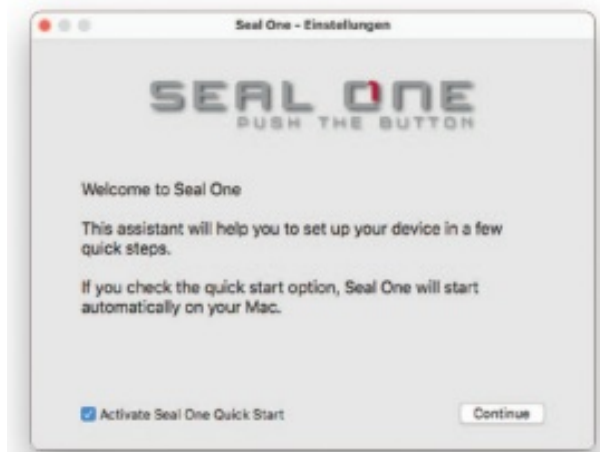 Seal One - Einstellungen
SEAL ONE
PUSH THE BUTTON
Welcome to Seal One
This assistant will help you to set up your device in a few
quick steps.
If you check the quick start option, Seal One will start
automatically on your Mac.
Activate Seal One Quick Start
Continue